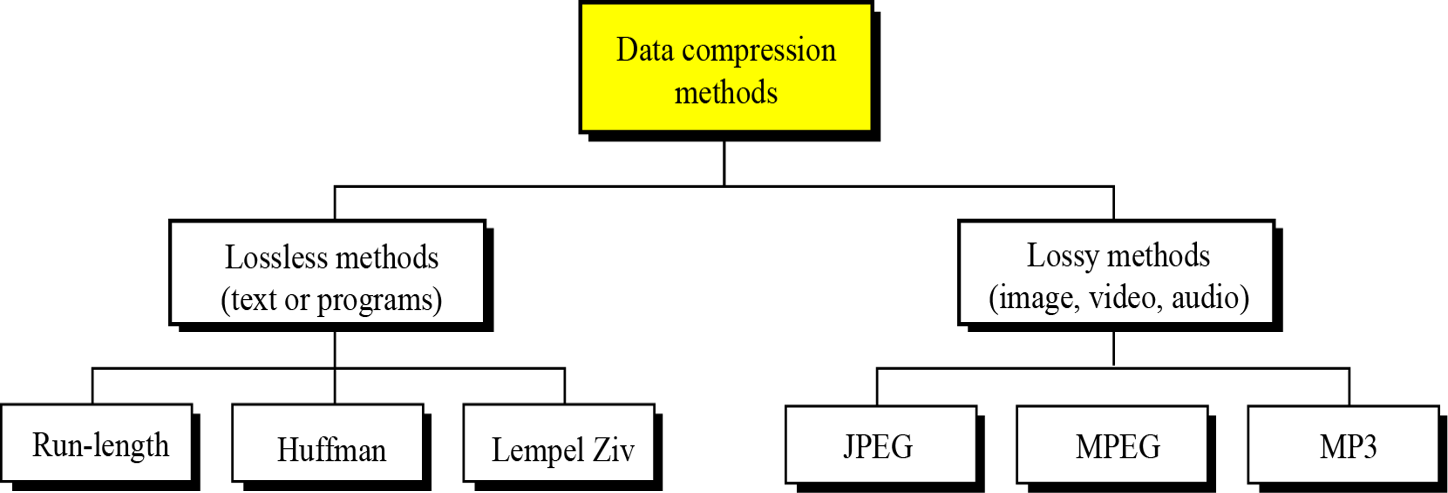 Data compression
methods
Lossless methods
(text or programs)
Lossy methods
(image, video, audio)
Run-length
Huffman
Lempel Ziv
JPEG
MPEG
MP3